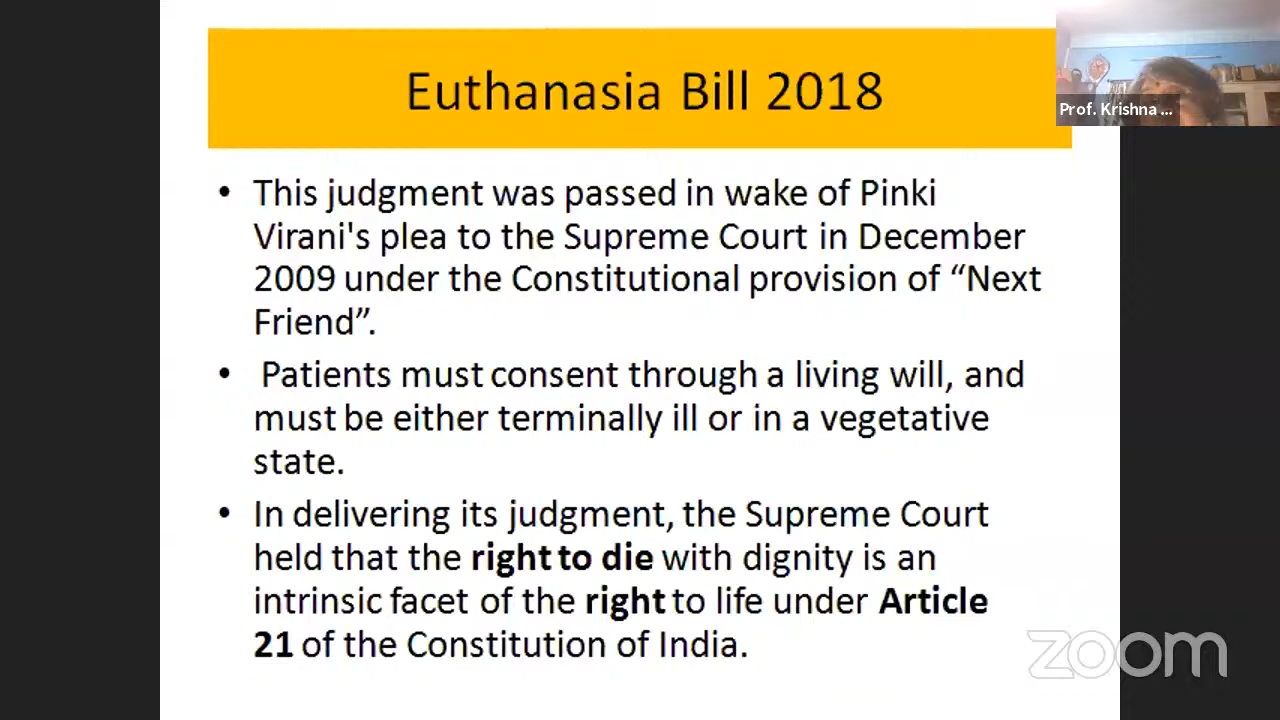 Euthanasia Bill 2018
Prof. Krishna ...
• This judgment was passed in wake of Pinki
Virani's plea to the Supreme Court in December
2009 under the Constitutional provision of “Next
Friend”.
• Patients must consent through a living will, and
must be either terminally ill or in a vegetative
state.
• In delivering its judgment, the Supreme Court
held that the right to die with dignity is an
intrinsic facet of the right to life under Article
21 of the Constitution of India.
zoom